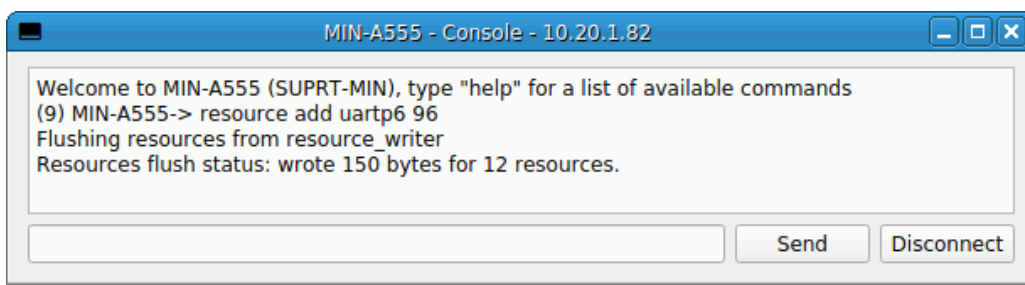 MIN-A555 - Console - 10.20.1.82
Welcome to MIN-A555 (SUPRT-MIN), type "help" for a list of available commands
(9) MIN-A555-> resource add uartp6 96
Flushing resources from resource_writer
Resources flush status: wrote 150 bytes for 12 resources.
Send Disconnect